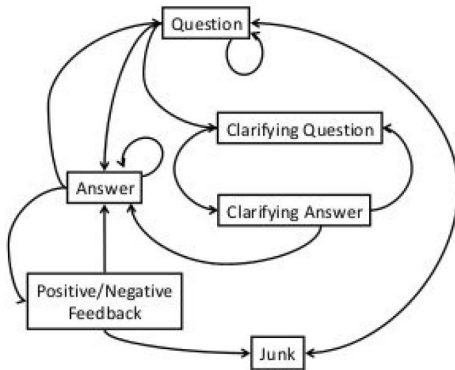 Question
Clarifying Question
Answer
Clarifying Answer
Positive/Negative
Feedback
Junk